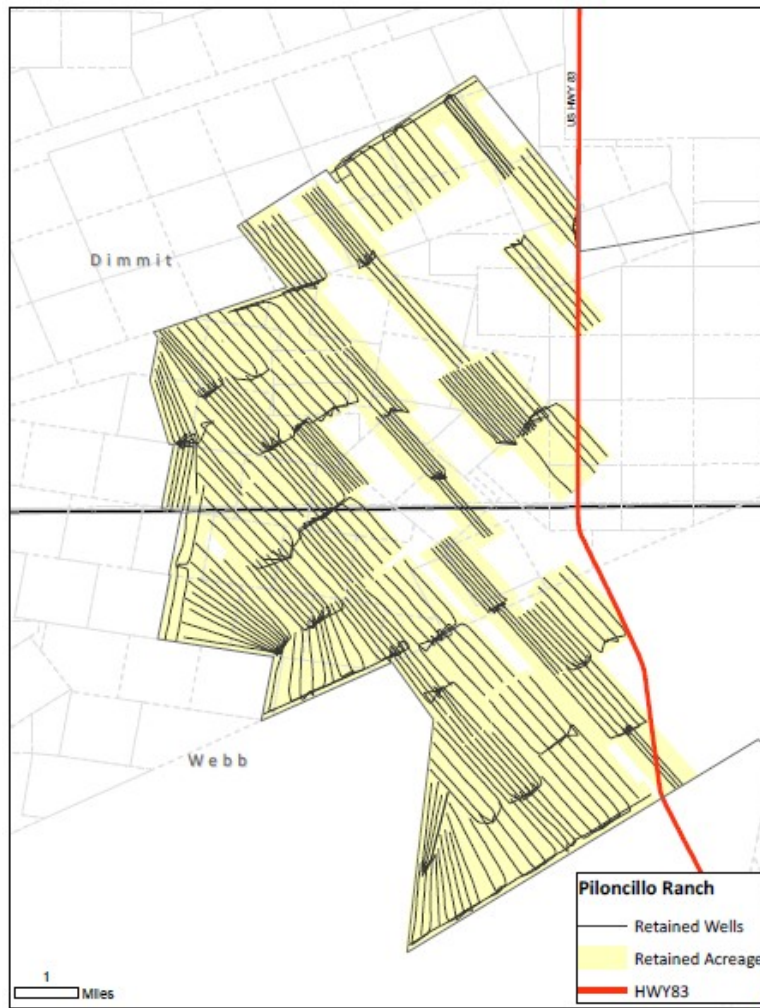 US HWY 83
Dimmit
Webb
Piloncillo Ranch
Retained Wells
Retained Acreage
HWY83
1
Miles